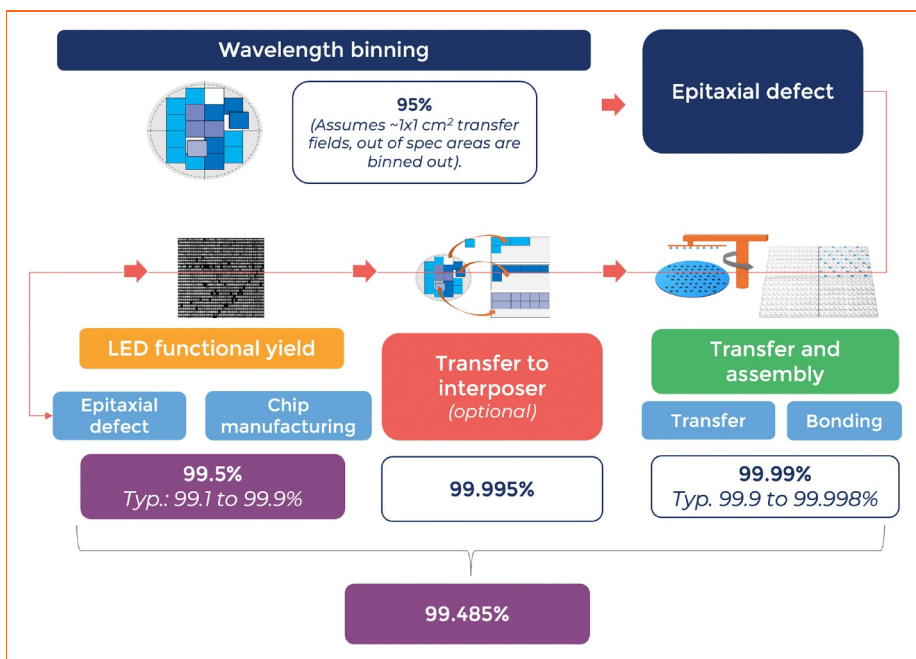 Wavelength binning
95%
(Assumes ~1x1 cm² transfer
fields, out of spec areas are
binned out).
Epitaxial defect
LED functional yield
Epitaxial
defect
Chip
manufacturing
99.5%
Typ.: 99.1 to 99.9%
Transfer to
interposer
(optional)
99.995%
Transfer and
assembly
Transfer
Bonding
99.99%
Typ. 99.9 to 99.998%
99.485%